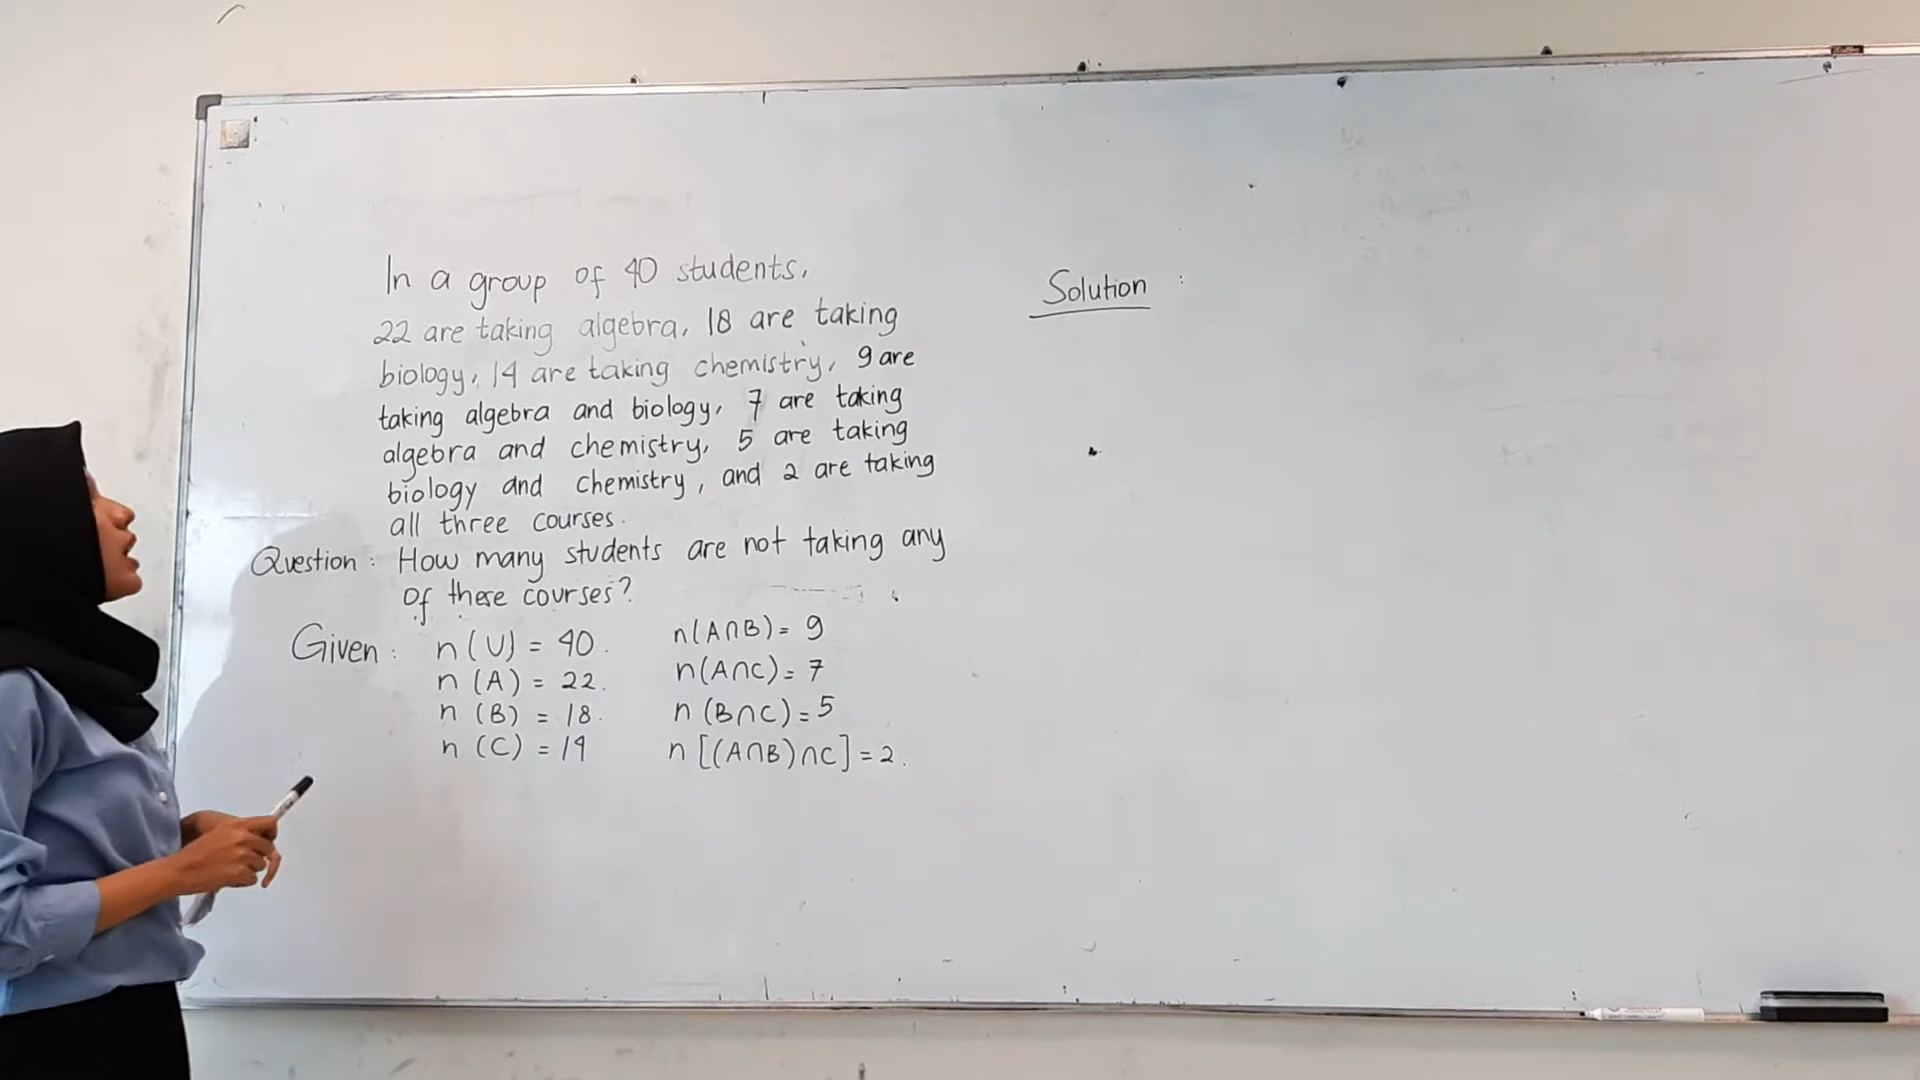 In a group of 40 students,
22 are taking algebra, 18 are taking
biology, 14 are taking chemistry, 9 are
taking algebra and biology, 7 are taking
algebra and chemistry, 5 are taking
biology and chemistry, and 2 are taking
all three courses.
Question: How many students are not taking any
of these courses?
Given: n(U) = 40. n(A∩B) = 9
n (A) = 22. n(A∩C) = 7
n (B) = 18. n (B∩C) = 5
n (C) = 14 n [(A∩B)∩C] = 2.
Solution :